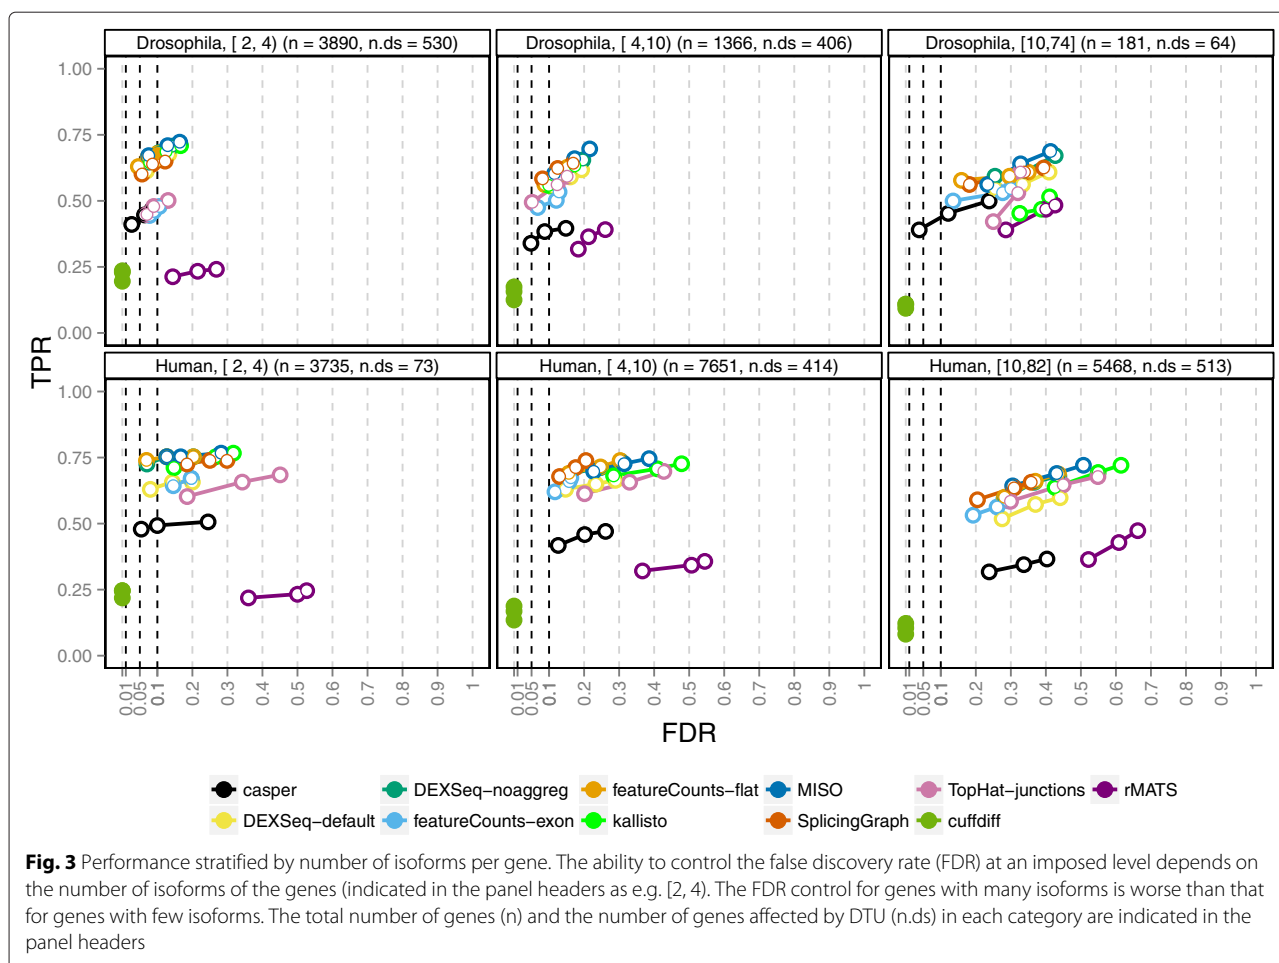 Drosophila, [ 2, 4) (n = 3890, n.ds = 530)
Drosophila, [ 4,10) (n = 1366, n.ds = 406)
Drosophila, [10,74] (n = 181, n.ds = 64)
1.00
0.75
0.50
0.25
0.00
TPR
Human, [ 2, 4) (n = 3735, n.ds = 73)
Human, [ 4,10) (n = 7651, n.ds = 414)
Human, [10,82] (n = 5468, n.ds = 513)
1.00
0.75
0.50
0.25
0.00
0.01 0.05 0.1 0.2 0.3 0.4 0.5 0.6 0.7 0.8 0.9 1
0.01 0.05 0.1 0.2 0.3 0.4 0.5 0.6 0.7 0.8 0.9 1
0.01 0.05 0.1 0.2 0.3 0.4 0.5 0.6 0.7 0.8 0.9 1
FDR
casper DEXSeq−noaggreg featureCounts−flat MISO TopHat−junctions rMATS
DEXSeq−default featureCounts−exon kallisto SplicingGraph cuffdiff
Fig. 3 Performance stratified by number of isoforms per gene. The ability to control the false discovery rate (FDR) at an imposed level depends on
the number of isoforms of the genes (indicated in the panel headers as e.g. [2, 4). The FDR control for genes with many isoforms is worse than that
for genes with few isoforms. The total number of genes (n) and the number of genes affected by DTU (n.ds) in each category are indicated in the
panel headers